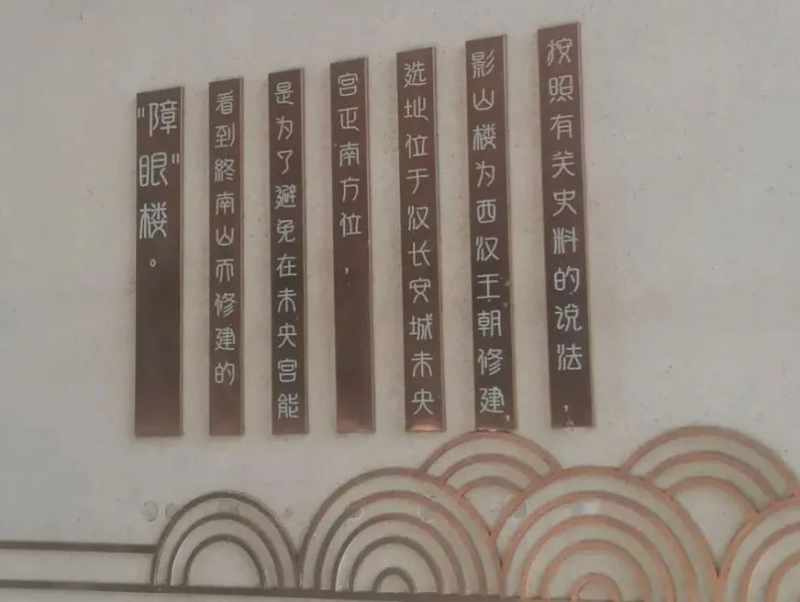 按照有关史料的说法,
影山楼为西汉王朝修建,
选址位于汉长安城未央
宫正南方位,
是为了避免在未央宫能
看到终南山而修建的
“障眼”楼。